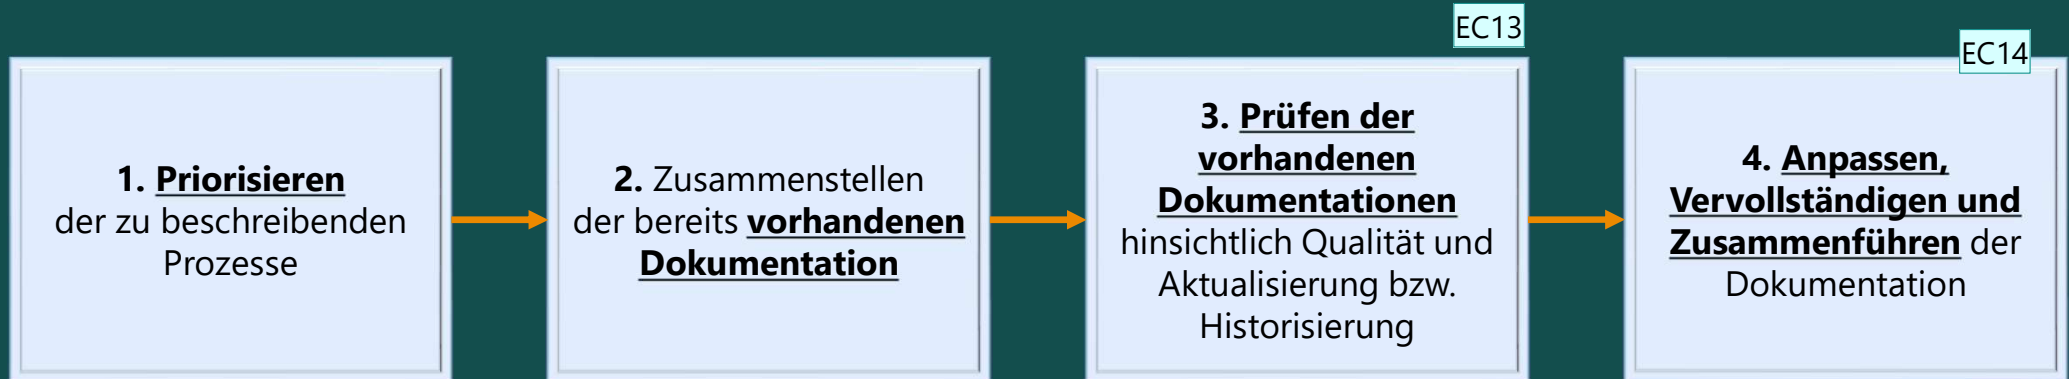 1. Priorisieren
der zu beschreibenden
Prozesse
2. Zusammenstellen
der bereits vorhandenen
Dokumentation
EC13
3. Prüfen der
vorhandenen
Dokumentationen
hinsichtlich Qualität und
Aktualisierung bzw.
Historisierung
EC14
4. Anpassen,
Vervollständigen und
Zusammenführen der
Dokumentation